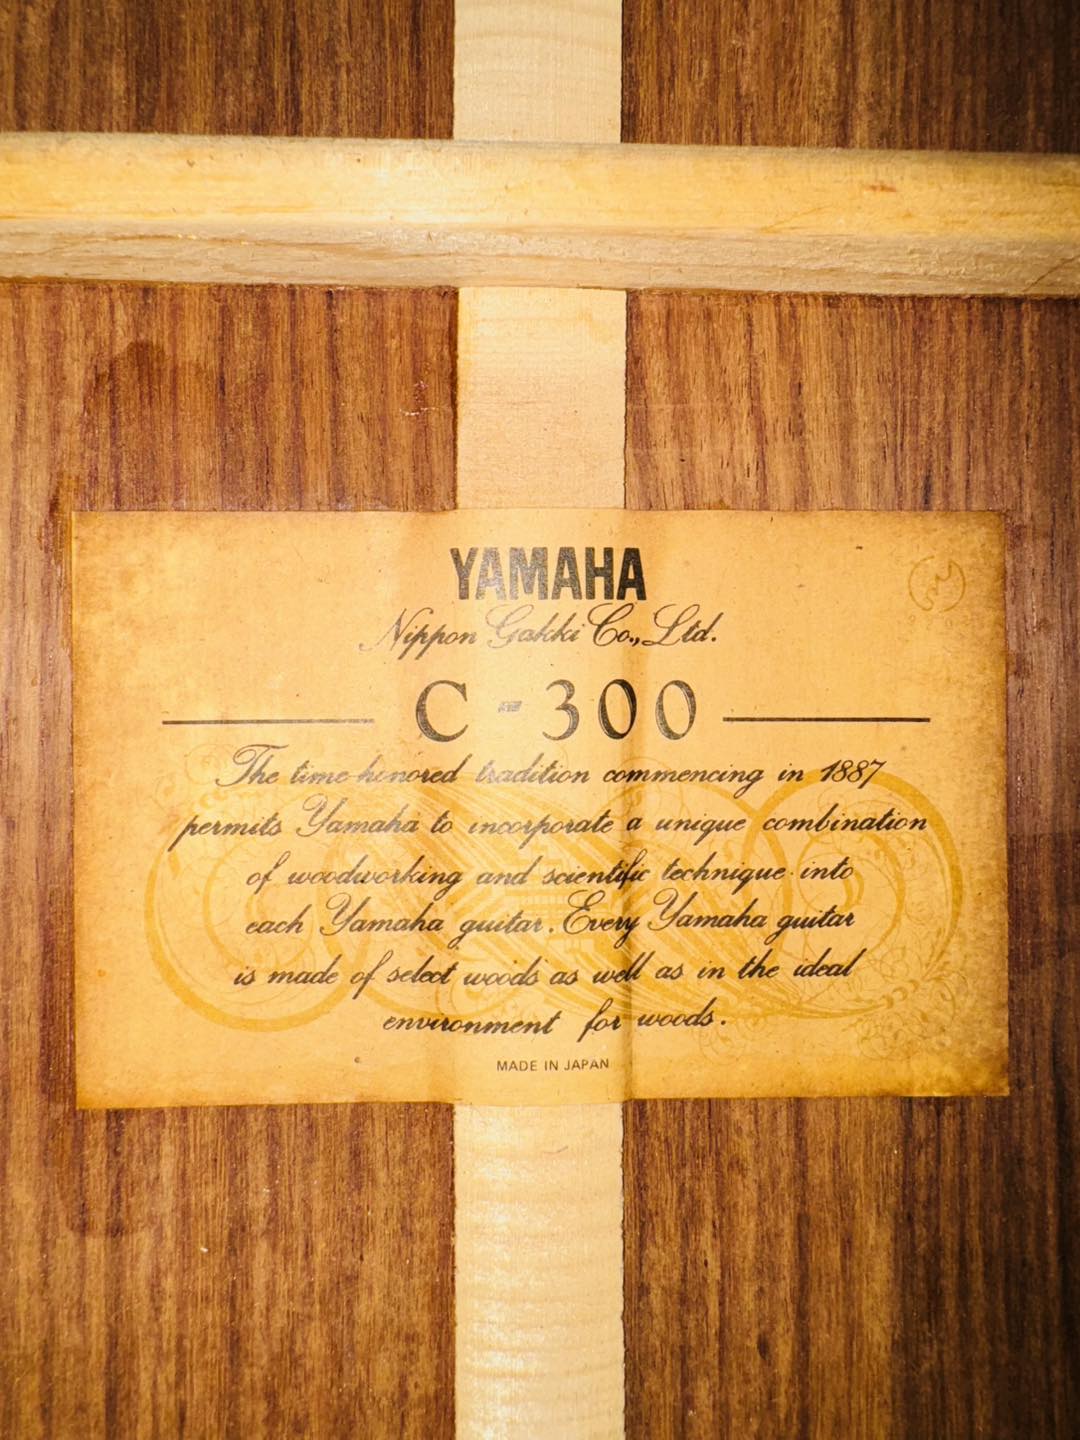 YAMAHA
Nippon Gakki Co., Ltd.
C-300
The time-honored tradition commencing in 1887
permits Yamaha to incorporate a unique combination
of woodworking and scientific technique into
each Yamaha guitar. Every Yamaha guitar
is made of select woods as well as in the ideal
environment for woods.
MADE IN JAPAN